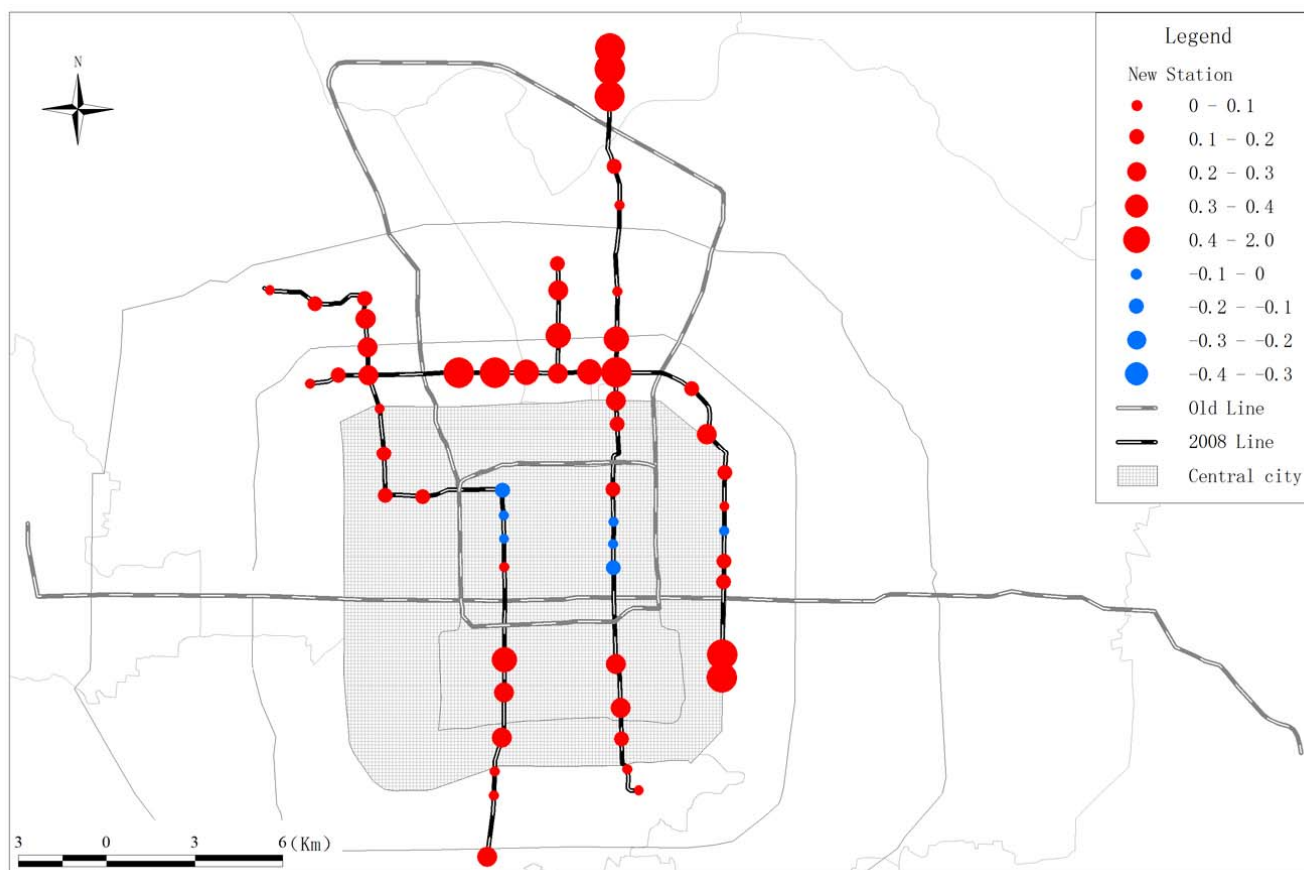 N
Legend
New Station
0 - 0.1
0.1 - 0.2
0.2 - 0.3
0.3 - 0.4
0.4 - 2.0
-0.1 - 0
-0.2 - -0.1
-0.3 - -0.2
-0.4 - -0.3
Old Line
2008 Line
Central city
3 0 3 6 (Km)